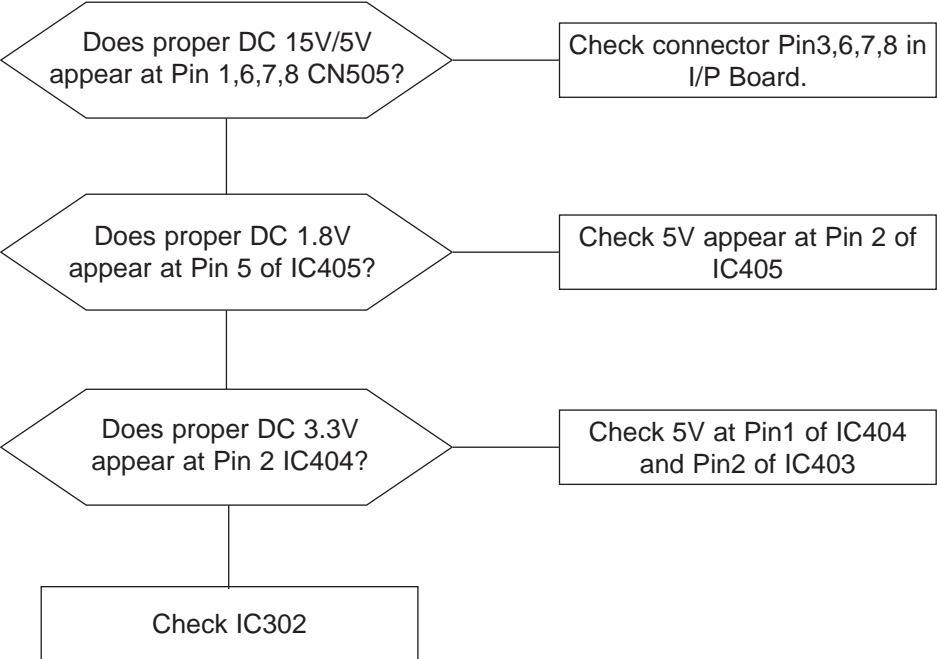 Does proper DC 15V/5V
appear at Pin 1,6,7,8 CN505?
Check connector Pin3,6,7,8 in
I/P Board.
Does proper DC 1.8V
appear at Pin 5 of IC405?
Check 5V appear at Pin 2 of
IC405
Does proper DC 3.3V
appear at Pin 2 IC404?
Check 5V at Pin1 of IC404
and Pin2 of IC403
Check IC302